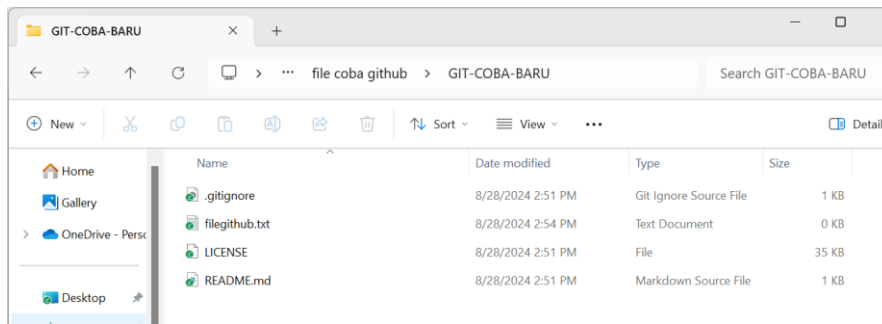 GIT-COBA-BARU
file coba github > GIT-COBA-BARU
Search GIT-COBA-BARU
New
Sort
View
Detail
Home
Gallery
OneDrive - Perso
Desktop
Name Date modified Type Size
.gitignore 8/28/2024 2:51 PM Git Ignore Source File 1 KB
filegithub.txt 8/28/2024 2:54 PM Text Document 0 KB
LICENSE 8/28/2024 2:51 PM File 35 KB
README.md 8/28/2024 2:51 PM Markdown Source File 1 KB